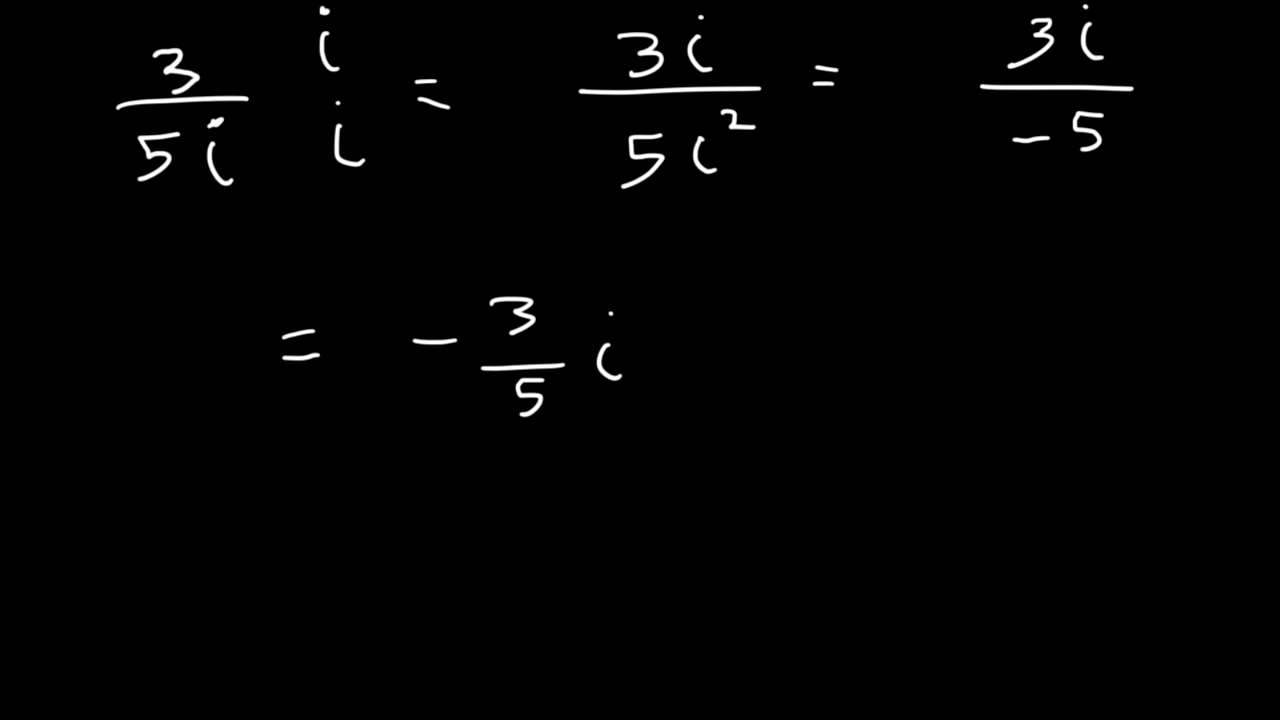 3/5i i/i = 3i/5i² = 3i/-5
= - 3/5 i